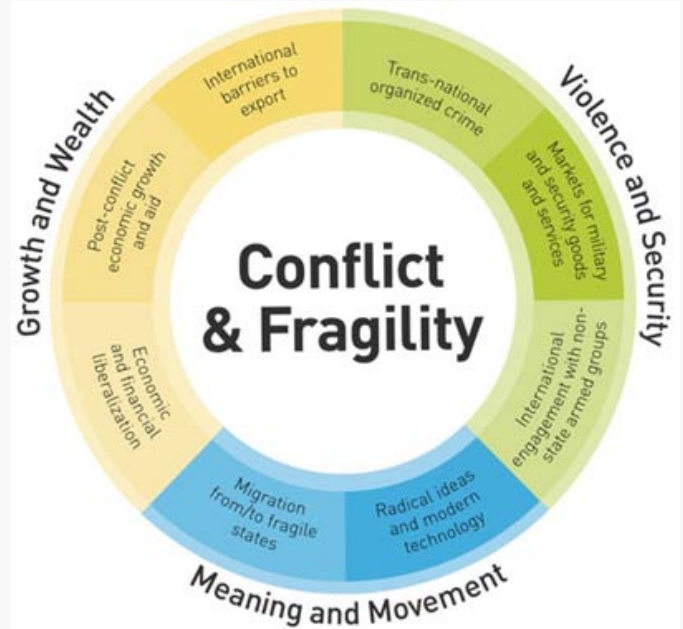 Conflict
& Fragility
Violence and Security
Trans-national
organized crime
Markets for military
and security goods
and services
International
engagement with non-
state armed groups
Meaning and Movement
Radical ideas
and modern
technology
Migration
from/to fragile
states
Growth and Wealth
Economic
and financial
liberalization
Post-conflict
economic growth
and aid
International
barriers to
export